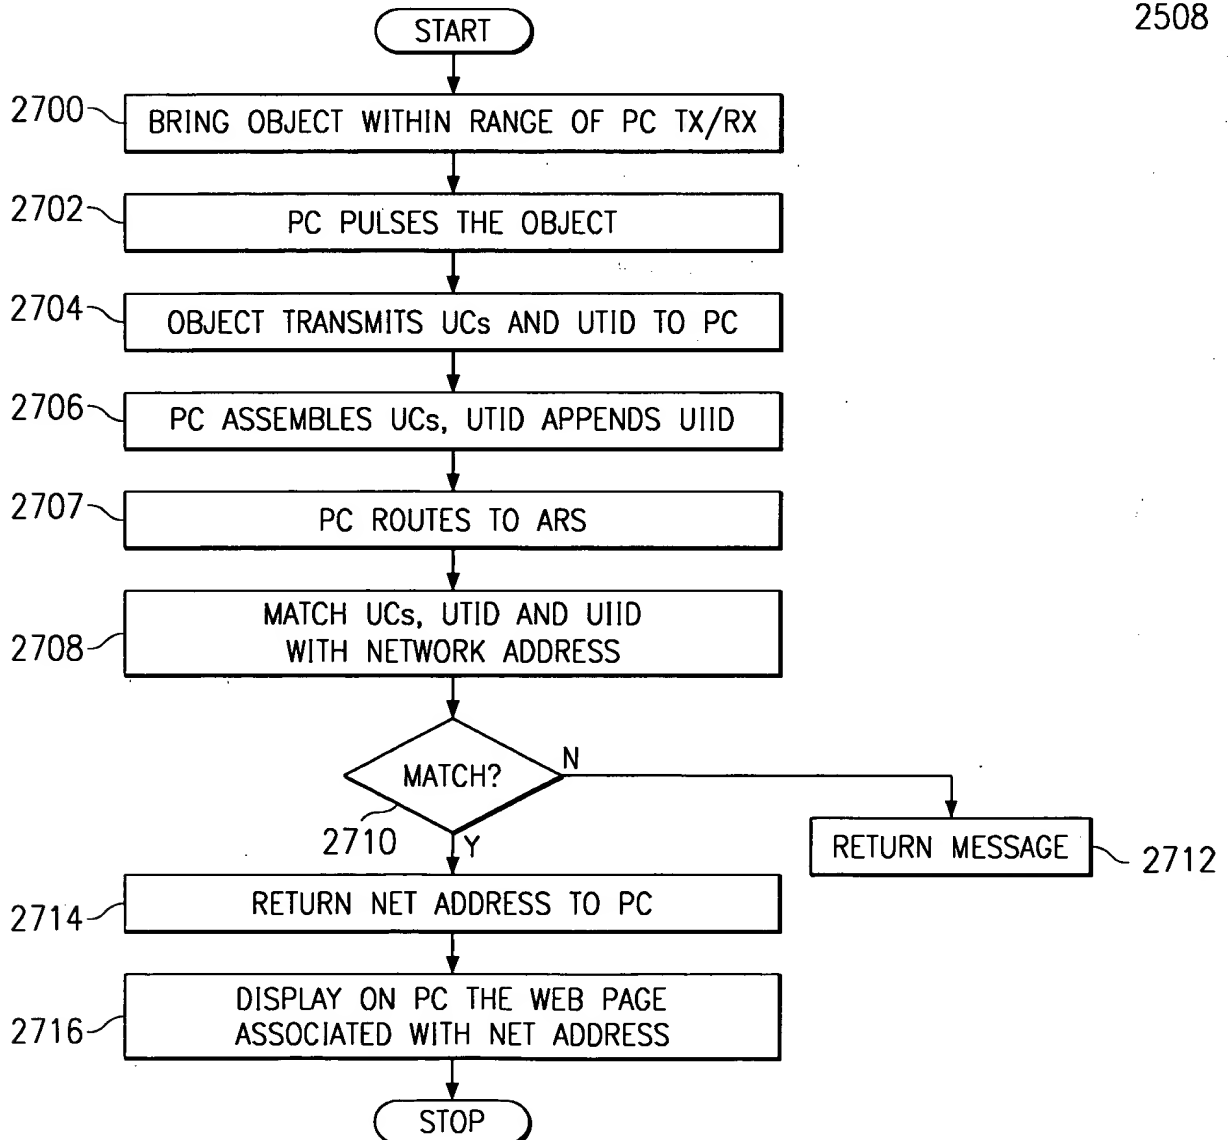 2508
START
2700
BRING OBJECT WITHIN RANGE OF PC TX/RX
2702
PC PULSES THE OBJECT
2704
OBJECT TRANSMITS UCs AND UTID TO PC
2706
PC ASSEMBLES UCs, UTID APPENDS UIID
2707
PC ROUTES TO ARS
2708
MATCH UCs, UTID AND UIID
WITH NETWORK ADDRESS
MATCH?
N
2710
Y
RETURN MESSAGE
2712
2714
RETURN NET ADDRESS TO PC
2716
DISPLAY ON PC THE WEB PAGE
ASSOCIATED WITH NET ADDRESS
STOP